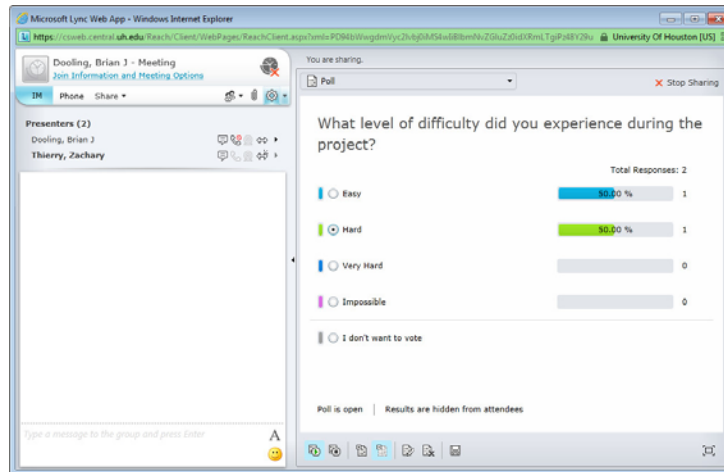 Microsoft Lync Web App - Windows Internet Explorer
University Of Houston [US]
Dooling, Brian J - Meeting
Join Information and Meeting Options
IM Phone Share
Presenters (2)
Dooling, Brian J
Thierry, Zachary
Type a message to the group and press Enter
A
You are sharing.
Poll
Stop Sharing
What level of difficulty did you experience during the
project?
Total Responses: 2
Easy 50.00 % 1
Hard 50.00 % 1
Very Hard 0
Impossible 0
I don't want to vote
Poll is open | Results are hidden from attendees